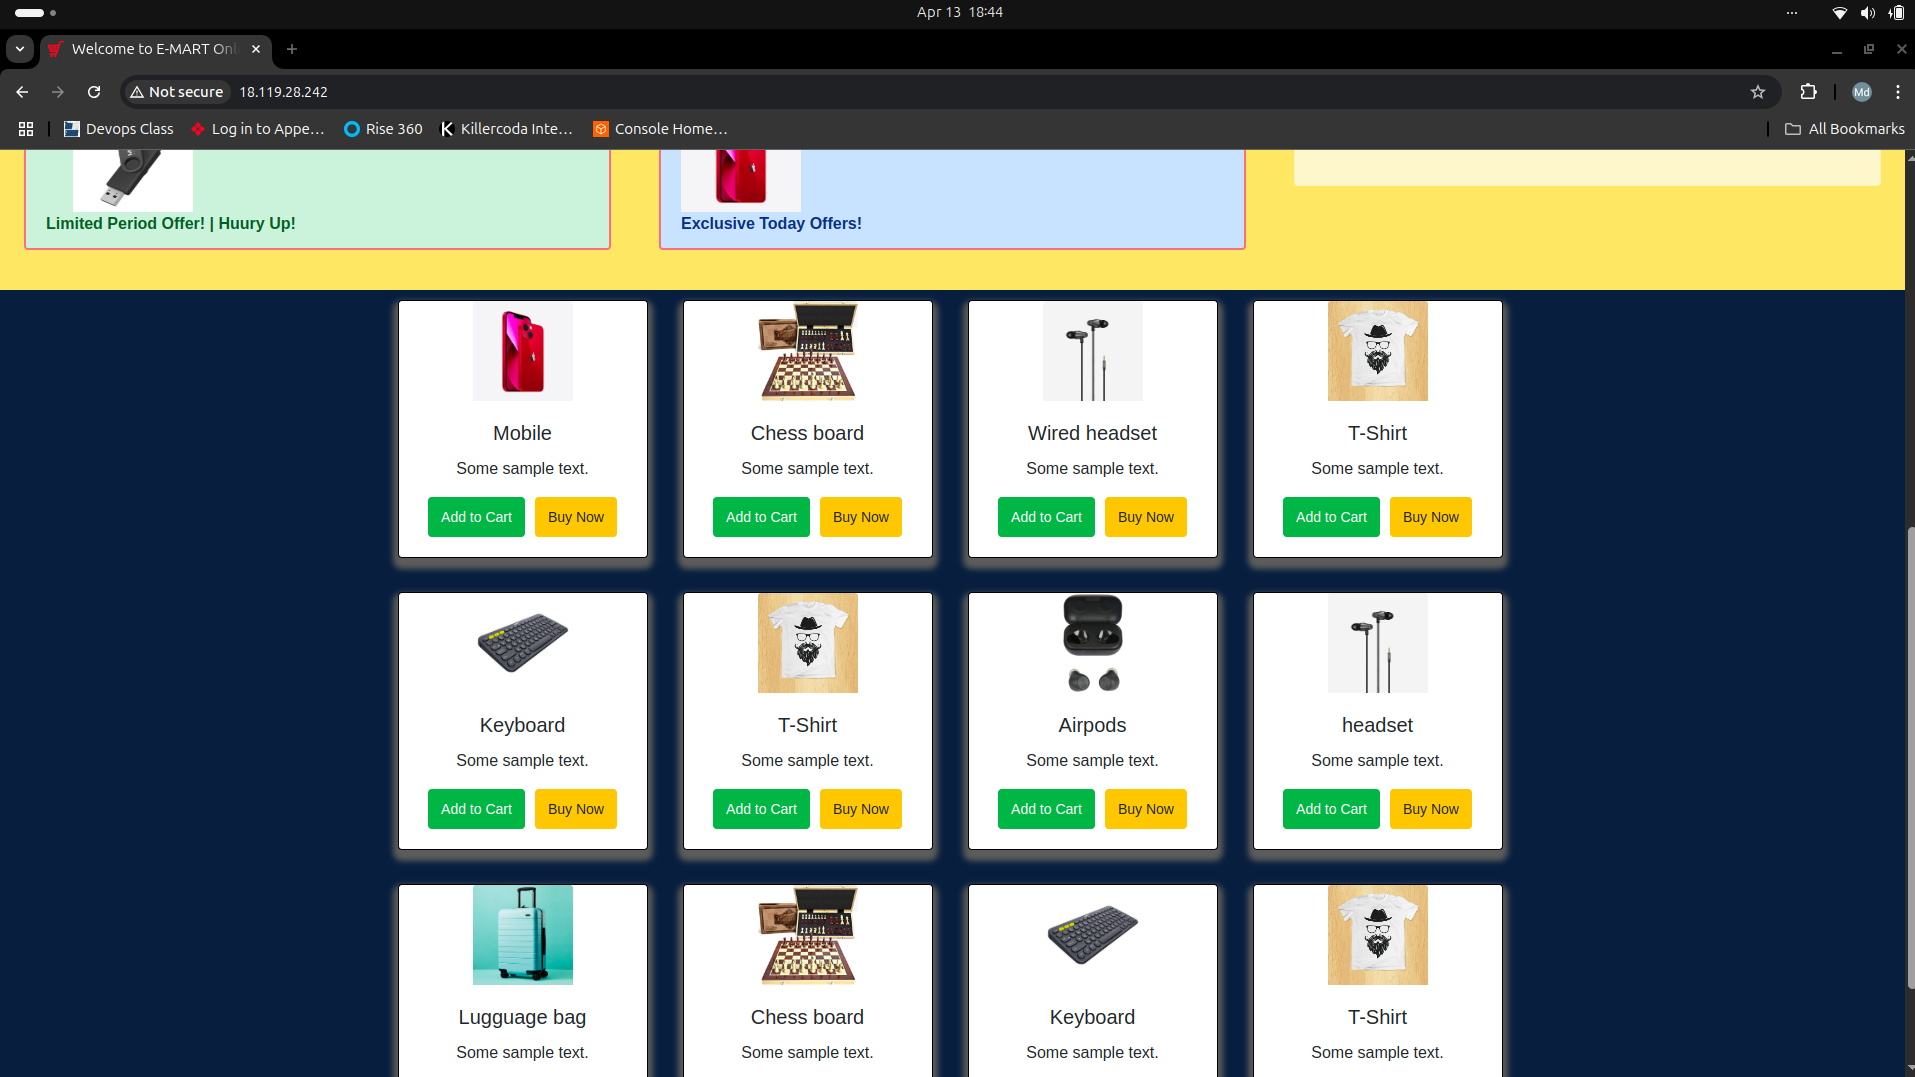 Apr 13 18:44
Welcome to E-MART Onl
Not secure
18.119.28.242
Md
Devops Class
Log in to Appe...
Rise 360
Killercoda Inte...
Console Home...
All Bookmarks
Limited Period Offer! | Huury Up!
Exclusive Today Offers!
Mobile
Chess board
Wired headset
T-Shirt
Some sample text.
Some sample text.
Some sample text.
Some sample text.
Add to Cart
Buy Now
Add to Cart
Buy Now
Add to Cart
Buy Now
Add to Cart
Buy Now
Keyboard
T-Shirt
Airpods
headset
Some sample text.
Some sample text.
Some sample text.
Some sample text.
Add to Cart
Buy Now
Add to Cart
Buy Now
Add to Cart
Buy Now
Add to Cart
Buy Now
Lugguage bag
Chess board
Keyboard
T-Shirt
Some sample text.
Some sample text.
Some sample text.
Some sample text.